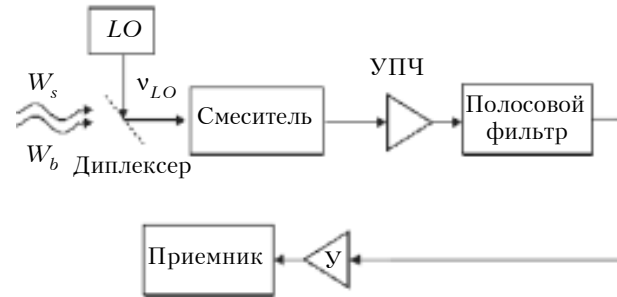 LO
W_s
ν_LO
W_b
Диплексер
Смеситель
УПЧ
Полосовой
фильтр
Приемник
У